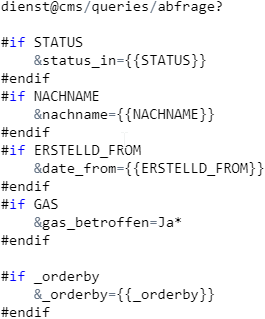 dienst@cms/queries/abfrage?
#if STATUS
&status_in={{STATUS}}
#endif
#if NACHNAME
&nachname={{NACHNAME}}
#endif
#if ERSTELLD_FROM
&date_from={{ERSTELLD_FROM}}
#endif
#if GAS
&gas_betroffen=Ja*
#endif
#if _orderby
&_orderby={{_orderby}}
#endif